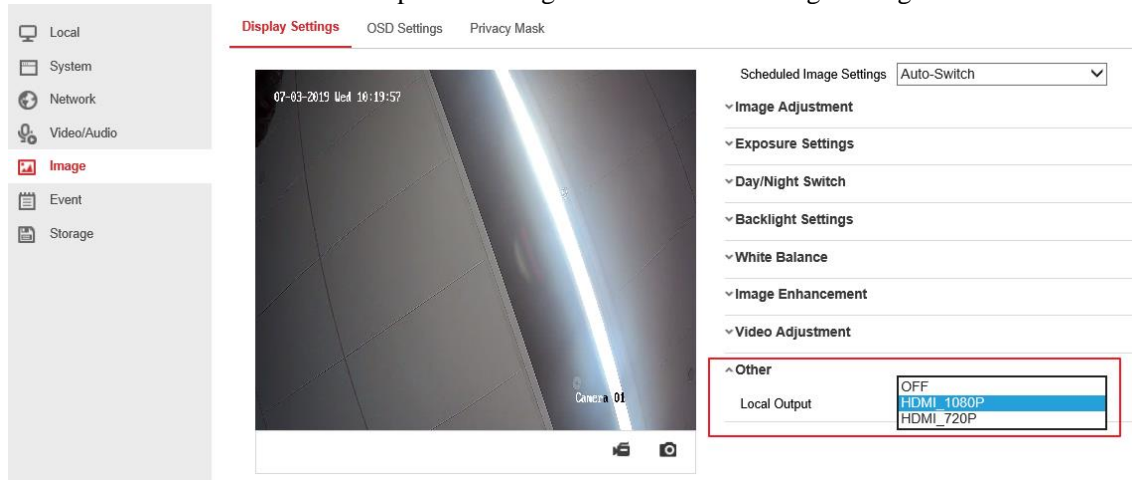 Display Settings OSD Settings Privacy Mask
Local
System
Network
Video/Audio
Image
Event
Storage
07-03-2019 Wed 10:19:57
Camera 01
Scheduled Image Settings Auto-Switch
Image Adjustment
Exposure Settings
Day/Night Switch
Backlight Settings
White Balance
Image Enhancement
Video Adjustment
Other
Local Output
OFF
HDMI_1080P
HDMI_720P